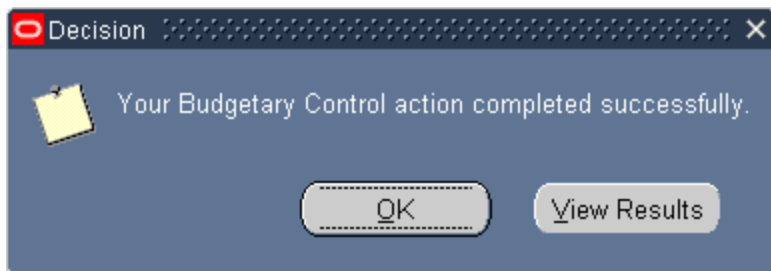 Decision
Your Budgetary Control action completed successfully.
OK
View Results